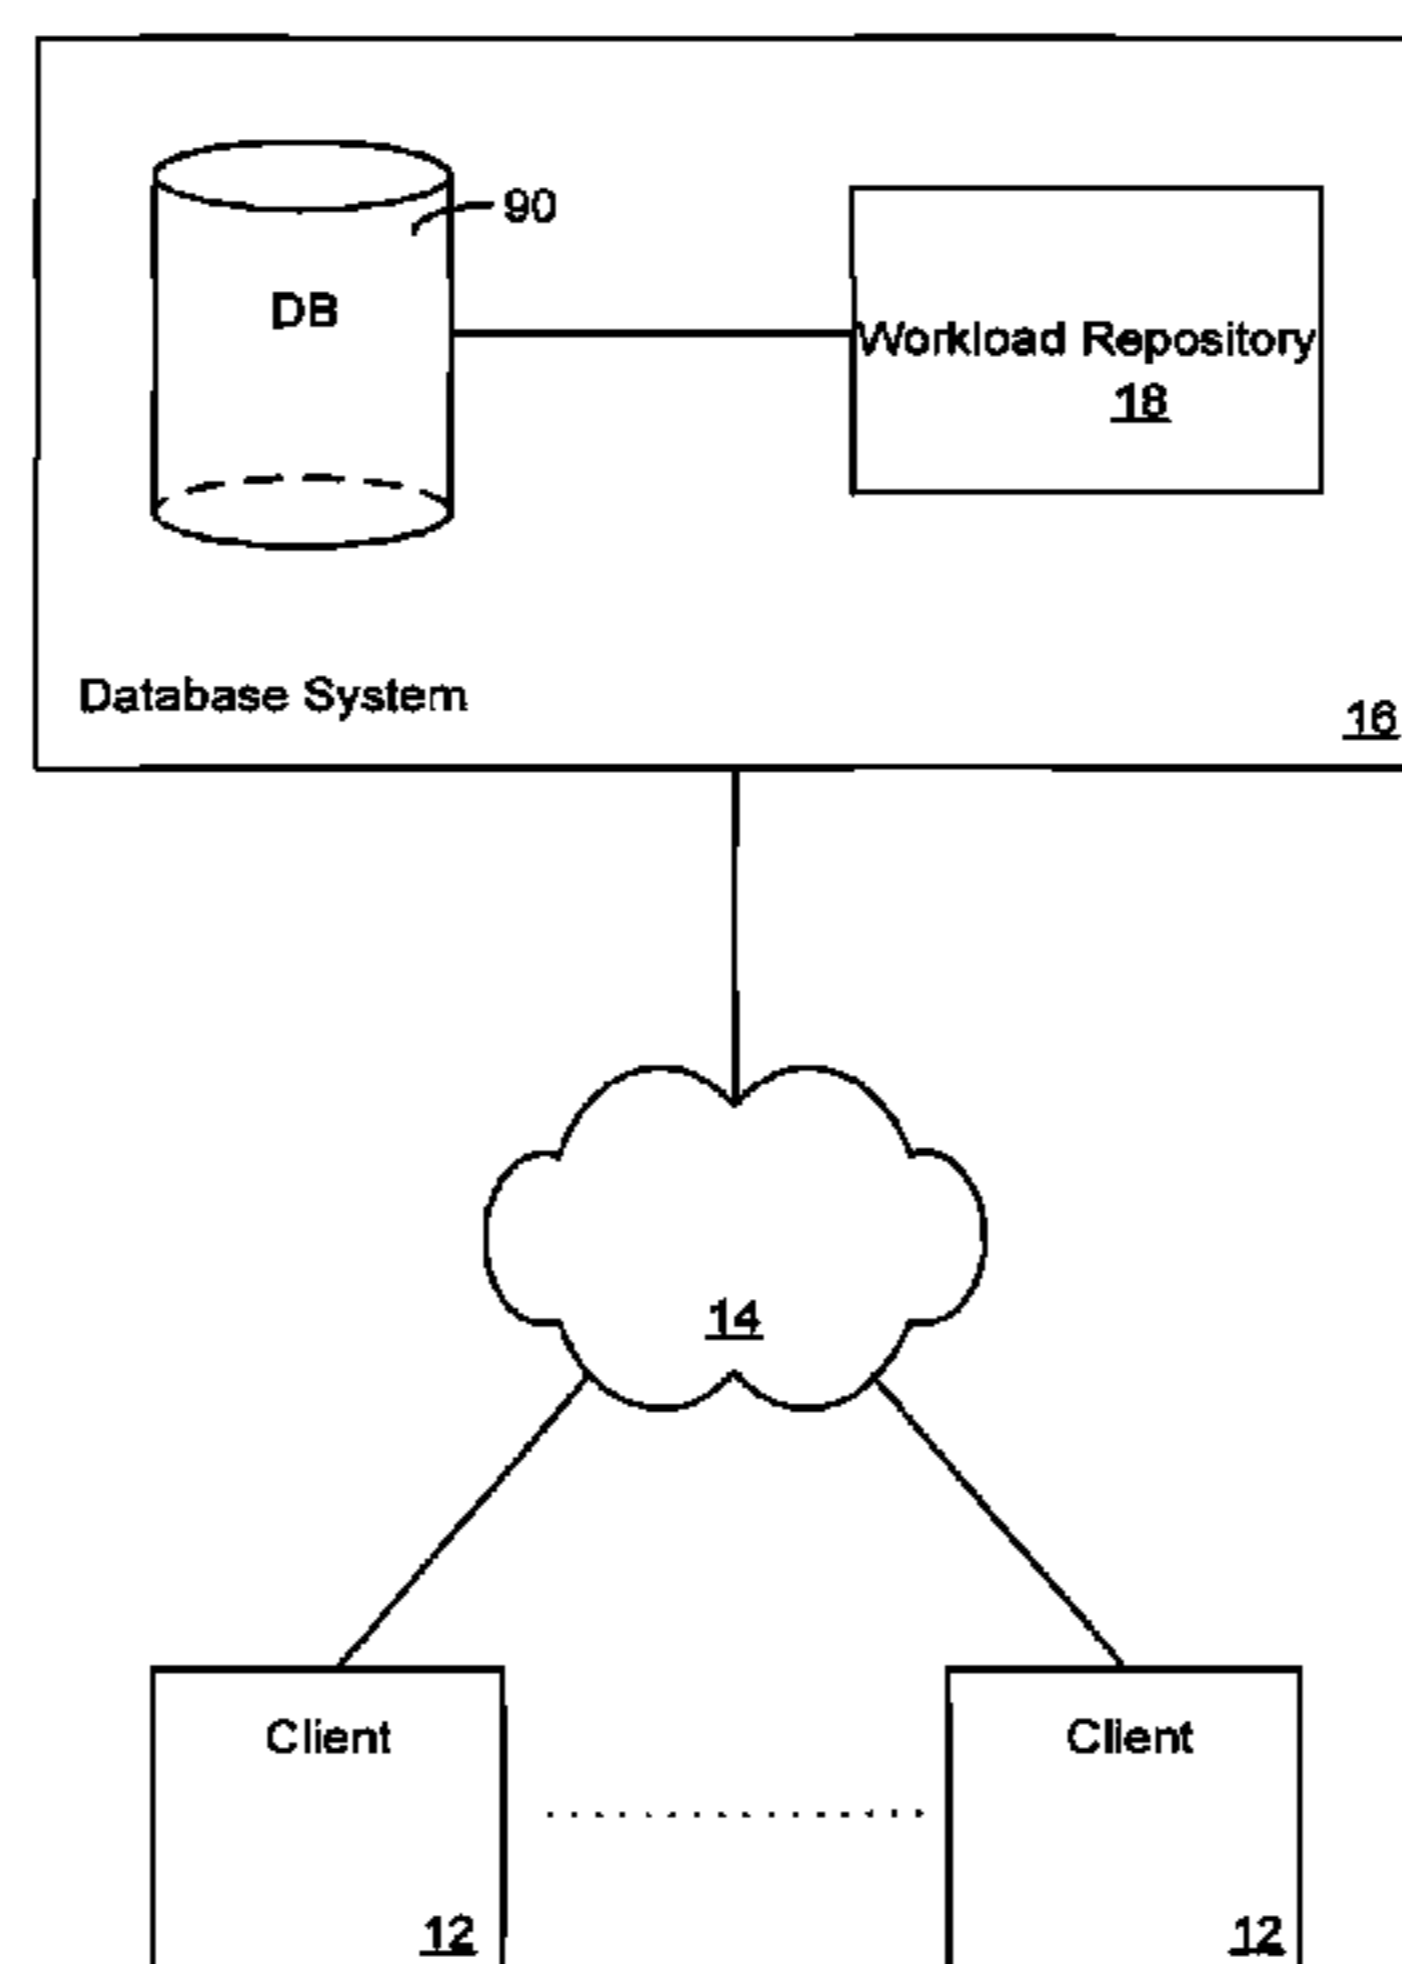 90
DB
Workload Repository
18
Database System
16
14
Client
Client
12
12